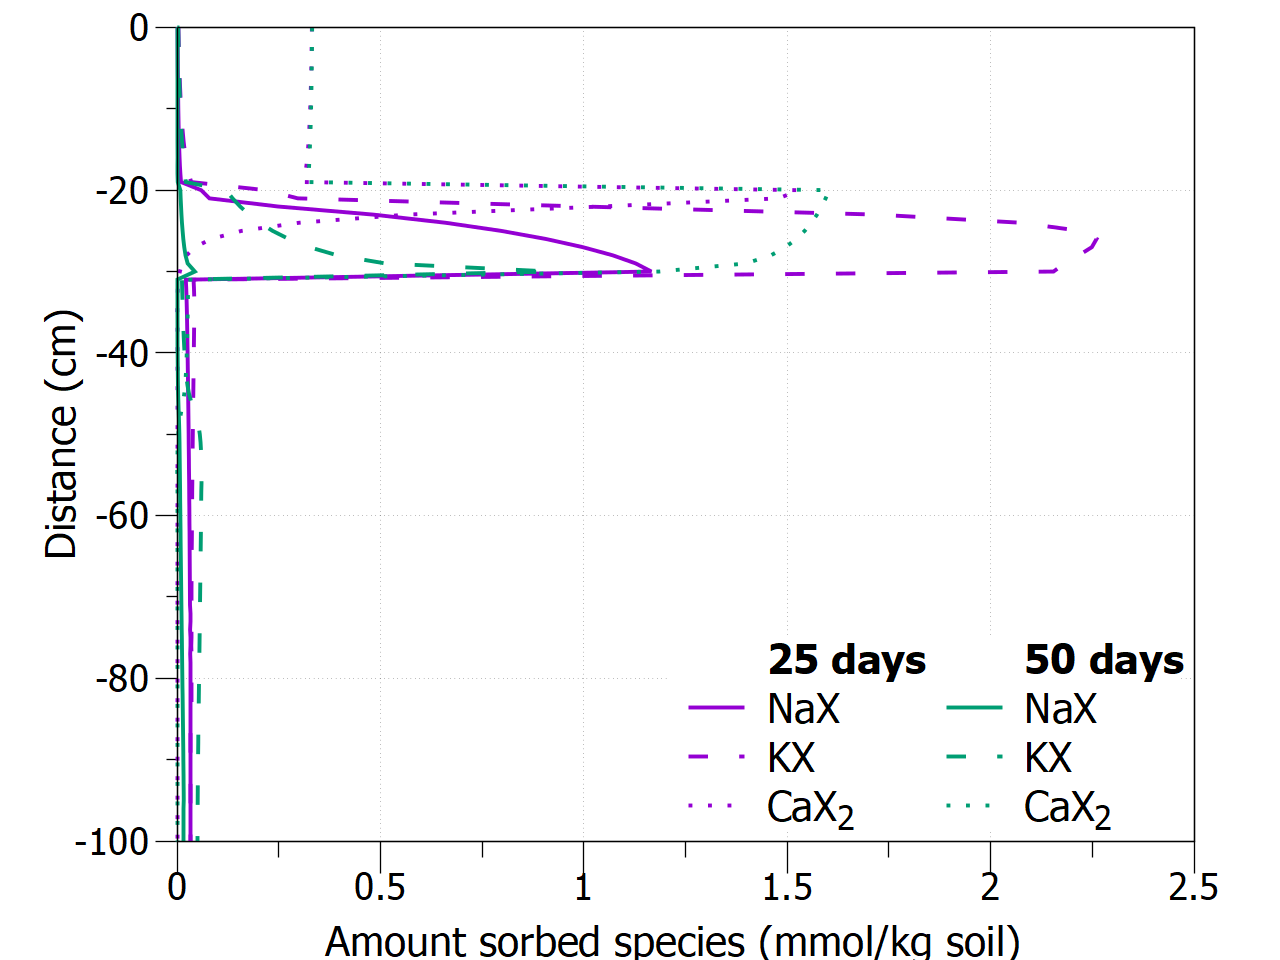 0
-20
-40
-60
-80
-100
Distance (cm)
0 0.5 1 1.5 2 2.5
Amount sorbed species (mmol/kg soil)
25 days 50 days
NaX NaX
KX KX
CaX2 CaX2